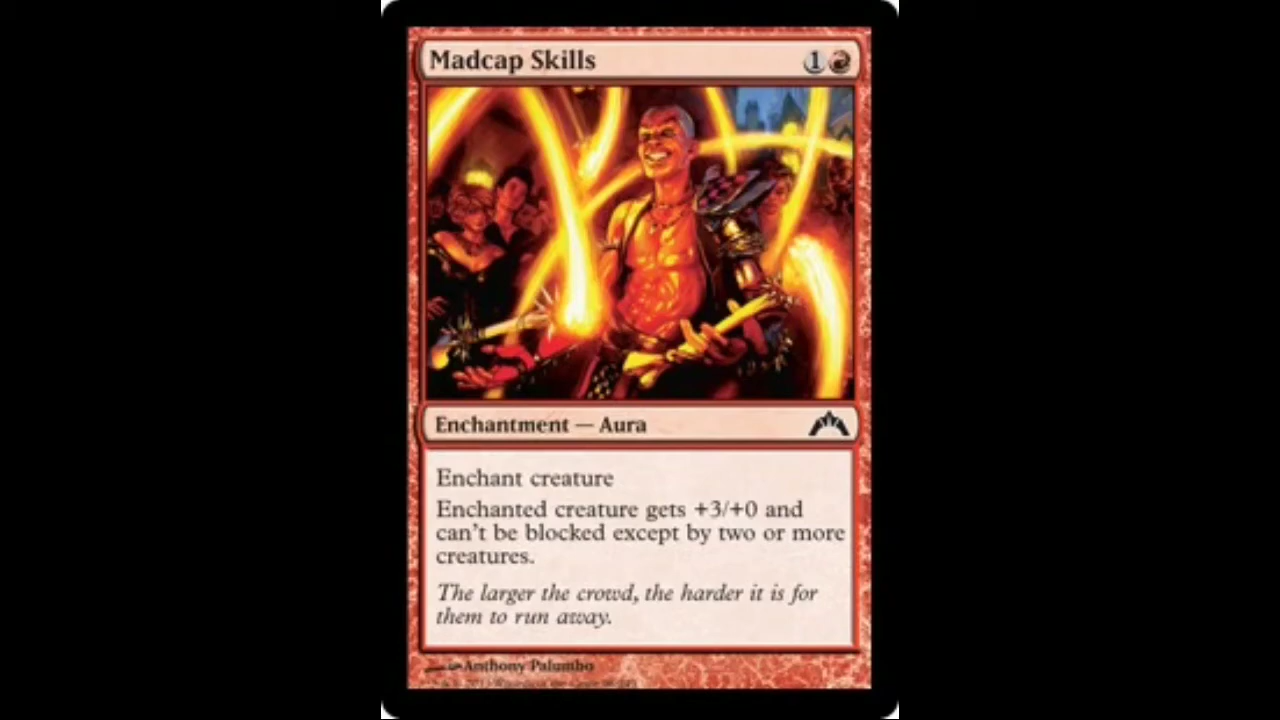 Madcap Skills 1
Enchantment — Aura
Enchant creature
Enchanted creature gets +3/+0 and
can't be blocked except by two or more
creatures.
The larger the crowd, the harder it is for
them to run away.
Anthony Palumbo